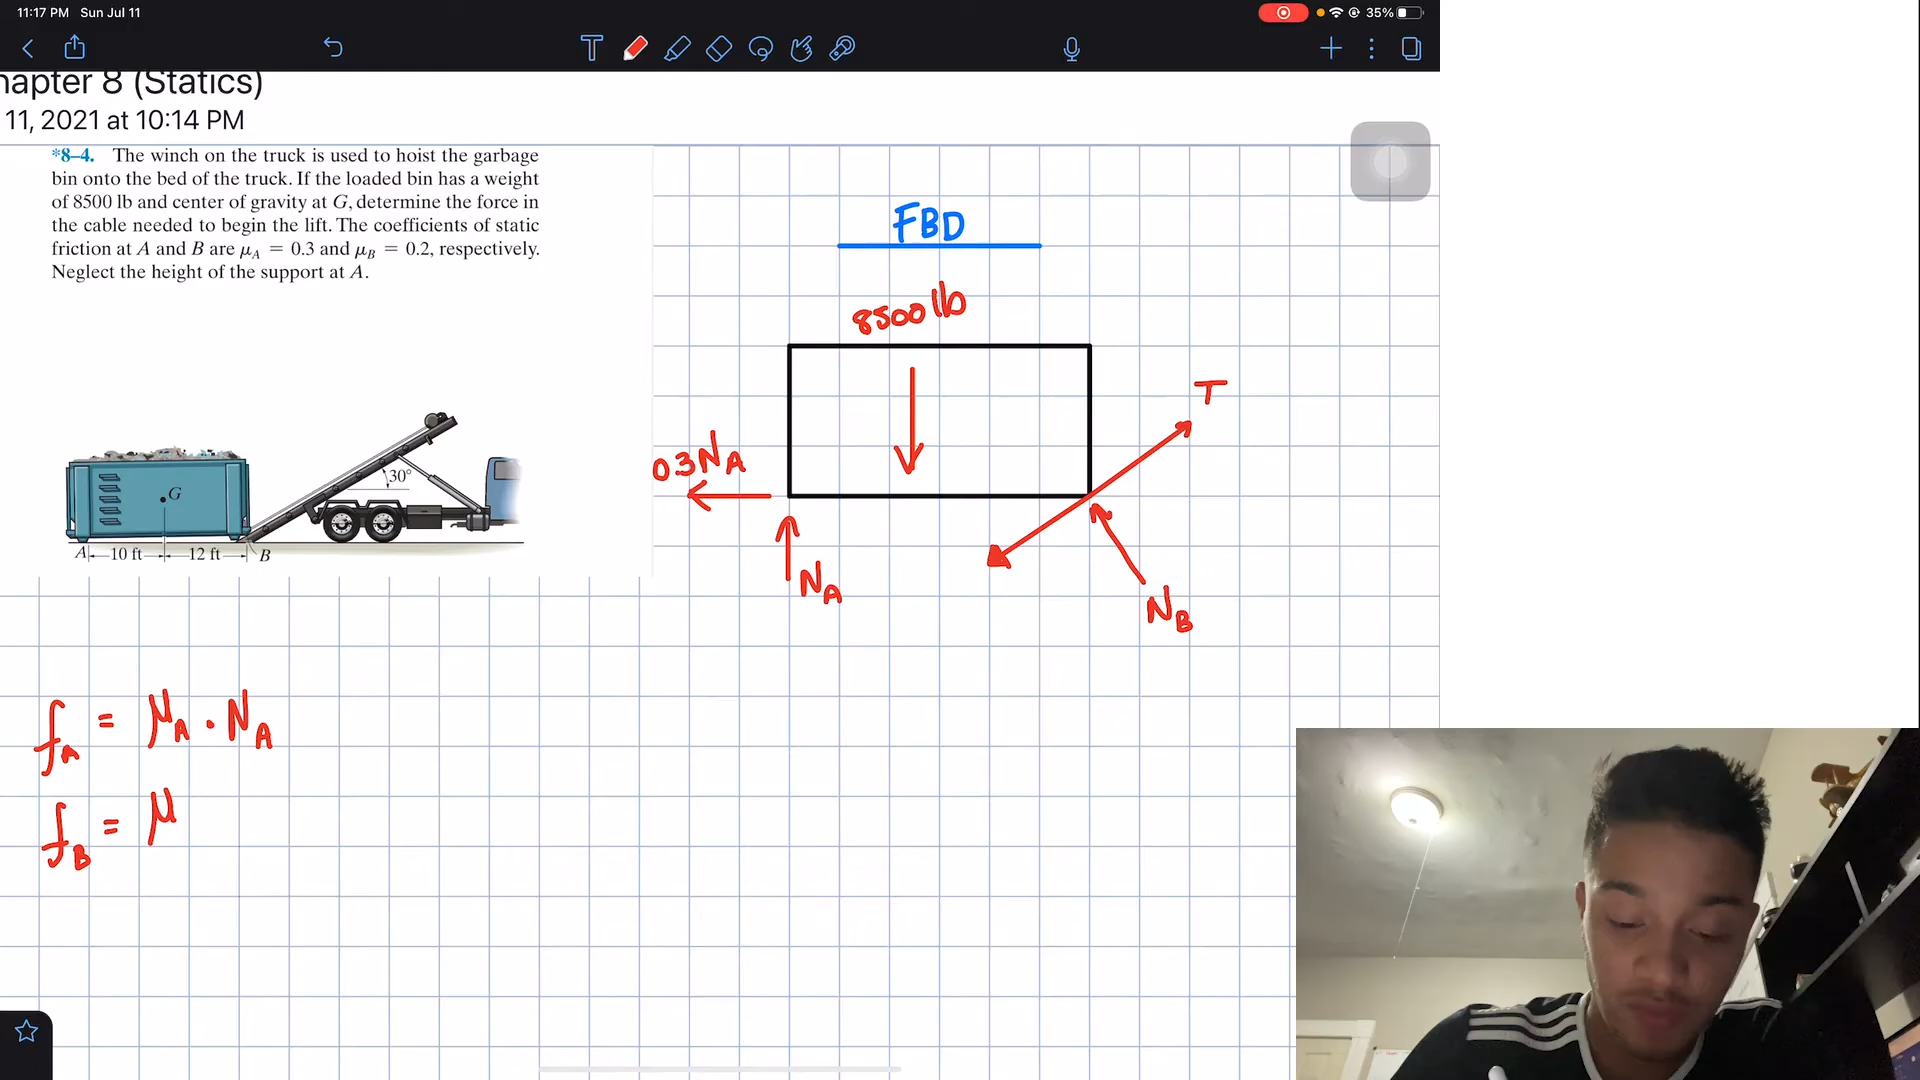 11:17 PM Sun Jul 11
35%
hapter 8 (Statics)
11, 2021 at 10:14 PM
*8–4. The winch on the truck is used to hoist the garbage
bin onto the bed of the truck. If the loaded bin has a weight
of 8500 lb and center of gravity at G, determine the force in
the cable needed to begin the lift. The coefficients of static
friction at A and B are μA = 0.3 and μB = 0.2, respectively.
Neglect the height of the support at A.
G
30°
A 10 ft 12 ft B
FBD
8500 lb
T
03NA
NA
NB
fA = μA · NA
fB = μ